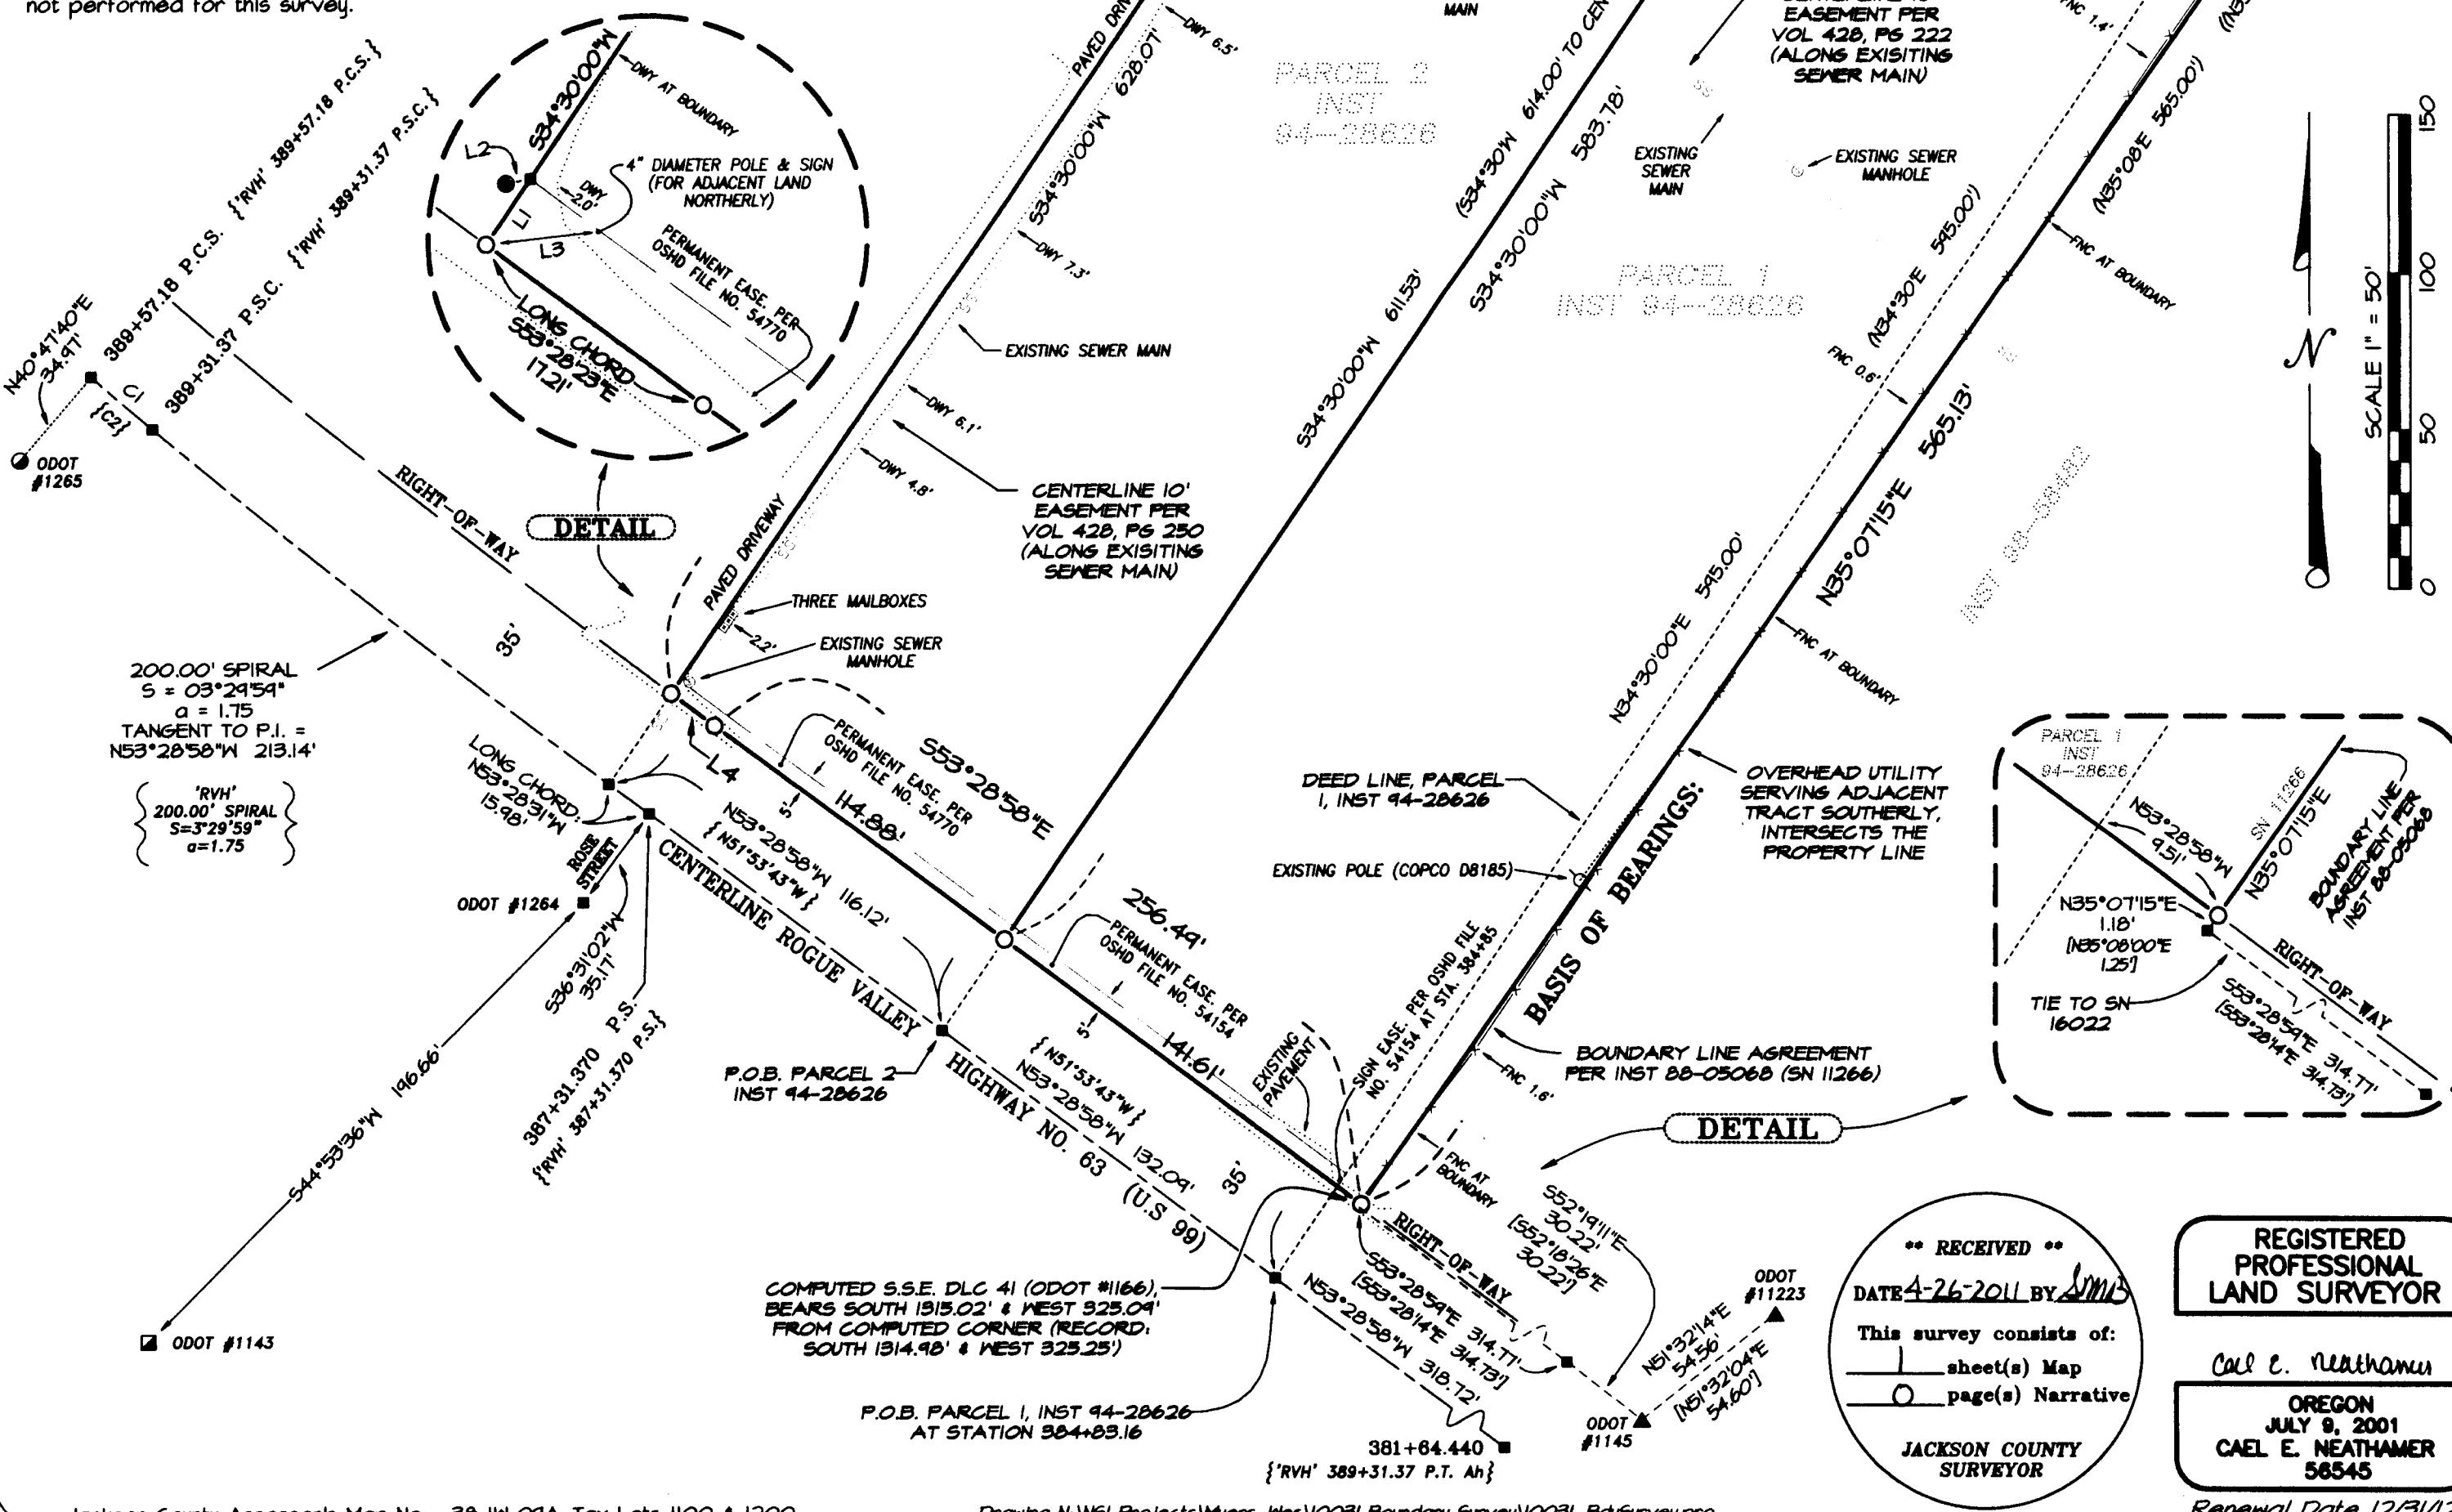 not performed for this survey.
MAIN
EASEMENT PER
VOL 428, PG 222
(ALONG EXISITING
SEWER MAIN)
FNC 1.4'
{'RVH' 389+57.18 P.C.S.}
389+57.18 P.C.S.
{'RVH' 389+31.37 P.S.C.}
389+31.37 P.S.C.
N40°47'40"E
34.97'
C1
{C2}
ODOT
#1265
S34°30'00"W
DWY AT BOUNDARY
L2
4" DIAMETER POLE & SIGN
(FOR ADJACENT LAND
NORTHERLY)
DWY
2.0'
L1
L3
PERMANENT EASE. PER
OSHD FILE NO. 54770
LONG CHORD
S53°28'23"E
17.21'
DETAIL
RIGHT-OF-WAY
35'
PAVED DRIVEWAY
S34°30'00"W 628.07'
DWY 6.5'
DWY 7.3'
EXISTING SEWER MAIN
DWY 6.1'
DWY 4.8'
CENTERLINE 10'
EASEMENT PER
VOL 428, PG 250
(ALONG EXISITING
SEWER MAIN)
PAVED DRIVEWAY
THREE MAILBOXES
2.2'
EXISTING SEWER
MANHOLE
PARCEL 2
INST
94-28626
(S34°30'W 614.00' TO CEN
S34°30'00"W 583.78'
S34°30'00"W 611.53'
EXISTING
SEWER
MAIN
EXISTING SEWER
MANHOLE
PARCEL 1
INST 94-28626
(N34°30'E 595.00')
(N35°08'E 565.00')
FNC AT BOUNDARY
FNC 0.6'
N35°07'15"E 565.13'
INST 98-58482
N34°30'00"E 595.00'
FNC AT BOUNDARY
N
SCALE 1" = 50'
0
50
100
150
200.00' SPIRAL
S = 03°29'59"
a = 1.75
TANGENT TO P.I. =
N53°28'58"W 213.14'
'RVH'
200.00' SPIRAL
S=3°29'59"
a=1.75
LONG CHORD:
N53°28'31"W
15.98'
L4
ROSE
STREET
ODOT #1264
S36°31'02"W
35.17'
387+31.370 P.S.
{'RVH' 387+31.370 P.S.}
S44°53'36"W 196.66'
ODOT #1143
PERMANENT EASE. PER
OSHD FILE NO. 54770
S53°28'58"E
5'
114.88'
N53°28'58"W 116.12'
{N51°53'43"W}
CENTERLINE ROGUE VALLEY
HIGHWAY NO. 63 (U.S 99)
256.49'
PERMANENT EASE. PER
OSHD FILE NO. 54154
5'
141.61'
{N51°53'43"W}
N53°28'58"W 132.09'
35'
P.O.B. PARCEL 2
INST 94-28626
EXISTING
PAVEMENT
SIGN EASE. PER OSHD FILE
NO. 54154 AT STA. 384+85
DEED LINE, PARCEL
1, INST 94-28626
EXISTING POLE (COPCO D8185)
BASIS OF BEARINGS:
OVERHEAD UTILITY
SERVING ADJACENT
TRACT SOUTHERLY,
INTERSECTS THE
PROPERTY LINE
BOUNDARY LINE AGREEMENT
PER INST 88-05068 (SN 11266)
FNC 1.6'
DETAIL
FNC AT
BOUNDARY
PARCEL 1
INST
94-28626
N53°28'58"W
9.51'
SN 11266
N35°07'15"E
BOUNDARY LINE
AGREEMENT PER
INST 88-05068
N35°07'15"E
1.18'
[N35°08'00"E
1.25']
TIE TO SN
16022
RIGHT-OF-WAY
S53°28'59"E 314.77'
[S53°28'14"E 314.73']
COMPUTED S.S.E. DLC 41 (ODOT #1166),
BEARS SOUTH 1315.02' & WEST 325.09'
FROM COMPUTED CORNER (RECORD:
SOUTH 1314.98' & WEST 325.25')
P.O.B. PARCEL 1, INST 94-28626
AT STATION 384+83.16
RIGHT-OF-WAY
S53°28'59"E 314.77'
[S53°28'14"E 314.73']
N53°28'58"W 318.72'
S52°19'11"E
30.22'
[S52°18'26"E
30.22']
ODOT
#11223
N51°32'14"E
54.56'
[N51°32'04"E
54.60']
ODOT
#1145
381+64.440
{'RVH' 389+31.37 P.T. Ah}
** RECEIVED **
DATE 4-26-2011 BY SMB
This survey consists of:
1 sheet(s) Map
0 page(s) Narrative
JACKSON COUNTY
SURVEYOR
REGISTERED
PROFESSIONAL
LAND SURVEYOR
Cael E. Neathamer
OREGON
JULY 9, 2001
CAEL E. NEATHAMER
56545
Renewal Date 12/31/12